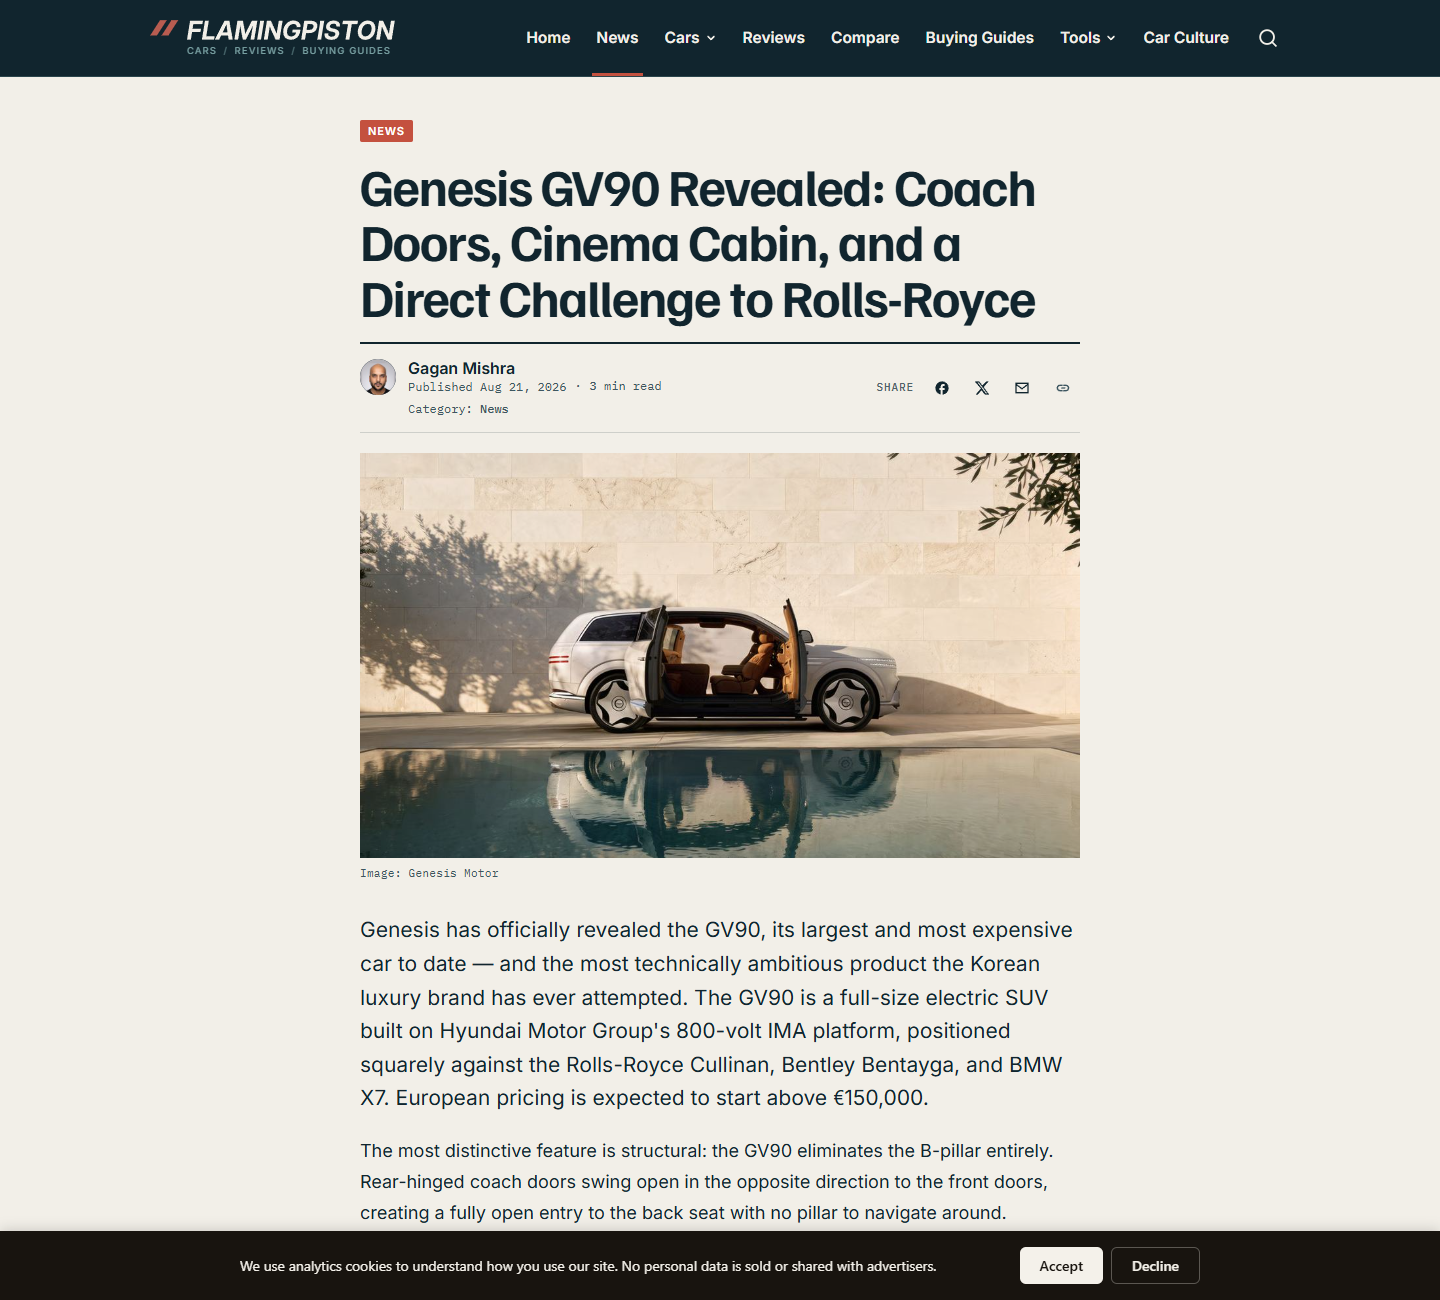 FLAMINGPISTON
CARS / REVIEWS / BUYING GUIDES
Home News Cars Reviews Compare Buying Guides Tools Car Culture
NEWS
Genesis GV90 Revealed: Coach
Doors, Cinema Cabin, and a
Direct Challenge to Rolls-Royce
Gagan Mishra
Published Aug 21, 2026 · 3 min read
Category: News
SHARE
Image: Genesis Motor
Genesis has officially revealed the GV90, its largest and most expensive
car to date — and the most technically ambitious product the Korean
luxury brand has ever attempted. The GV90 is a full-size electric SUV
built on Hyundai Motor Group's 800-volt IMA platform, positioned
squarely against the Rolls-Royce Cullinan, Bentley Bentayga, and BMW
X7. European pricing is expected to start above €150,000.
The most distinctive feature is structural: the GV90 eliminates the B-pillar entirely.
Rear-hinged coach doors swing open in the opposite direction to the front doors,
creating a fully open entry to the back seat with no pillar to navigate around.
We use analytics cookies to understand how you use our site. No personal data is sold or shared with advertisers.
Accept
Decline